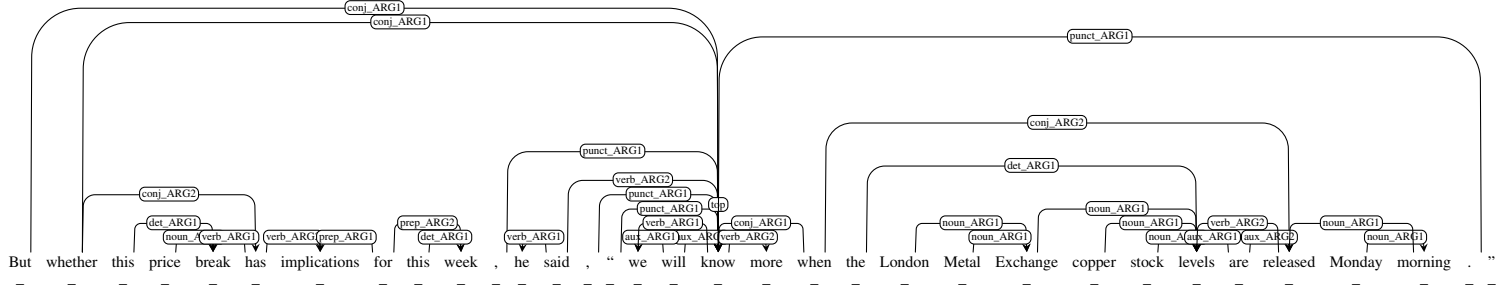 conj_ARG1
conj_ARG1
punct_ARG1
conj_ARG2
punct_ARG1
det_ARG1
verb_ARG2
conj_ARG2 punct_ARG1
punct_ARG1 top noun_ARG1
det_ARG1 prep_ARG2 verb_ARG1 conj_ARG1 noun_ARG1 noun_ARG1 verb_ARG2 noun_ARG1
verb_ARG1 prep_ARG1 det_ARG1 verb_ARG1 aux_ARG1 verb_ARG2 noun_ARG1 aux_ARG1 aux_ARG2 noun_ARG1
But whether this price break has implications for this week , he said , “ we will know more when the London Metal Exchange copper stock levels are released Monday morning . ”
_ _ _ _ _ _ _ _ _ _ _ _ _ _ _ _ _ _ _ _ _ _ _ _ _ _ _ _ _ _ _ _ _